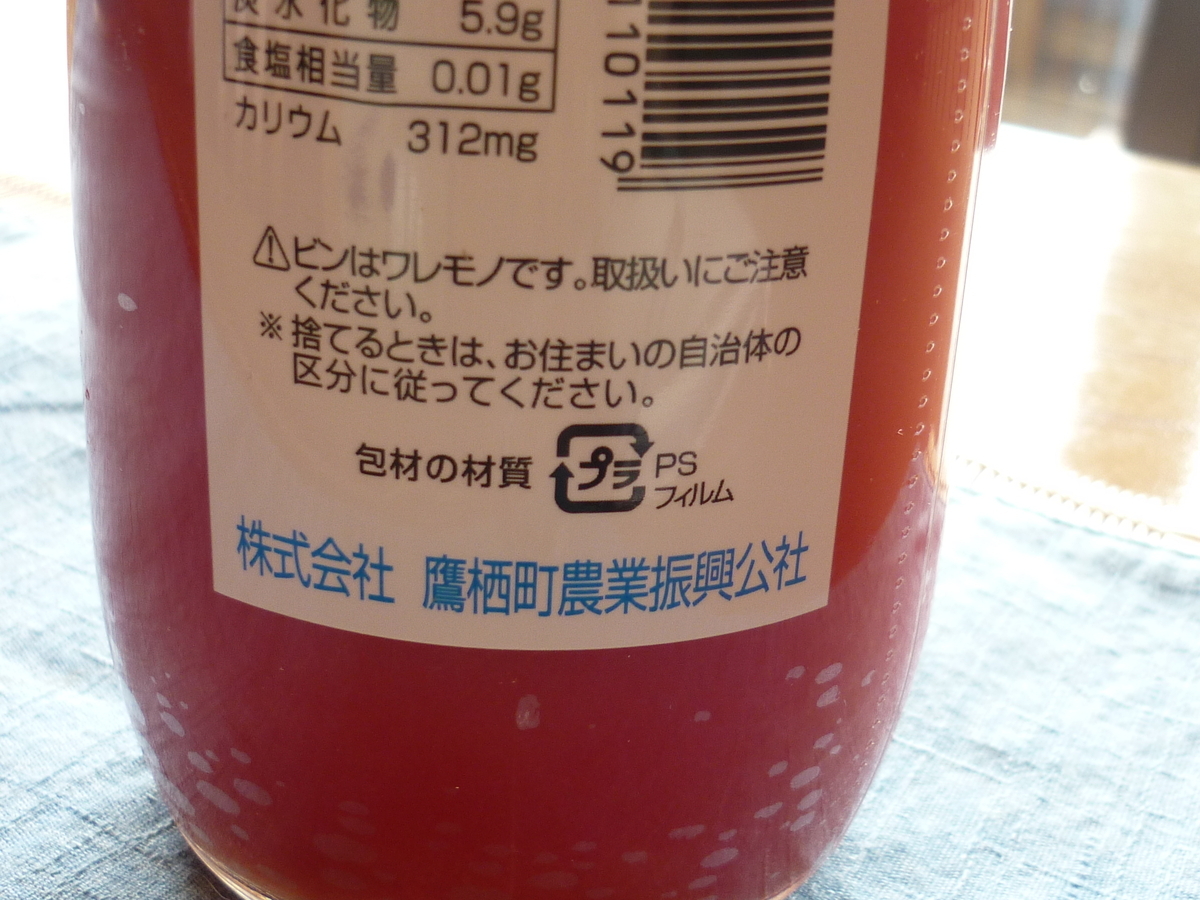 炭水化物 5.9g
食塩相当量 0.01g
カリウム 312mg
110119
⚠ビンはワレモノです。取扱いにご注意
ください。
※捨てるときは、お住まいの自治体の
区分に従ってください。
包材の材質 プラ PS
フィルム
株式会社 鷹栖町農業振興公社